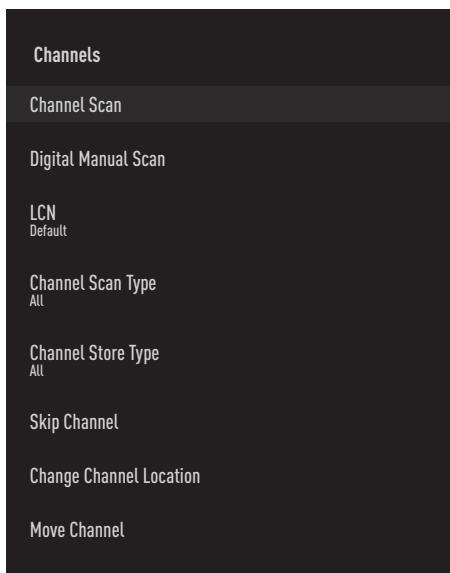 Channels
Channel Scan
Digital Manual Scan
LCN
Default
Channel Scan Type
All
Channel Store Type
All
Skip Channel
Change Channel Location
Move Channel